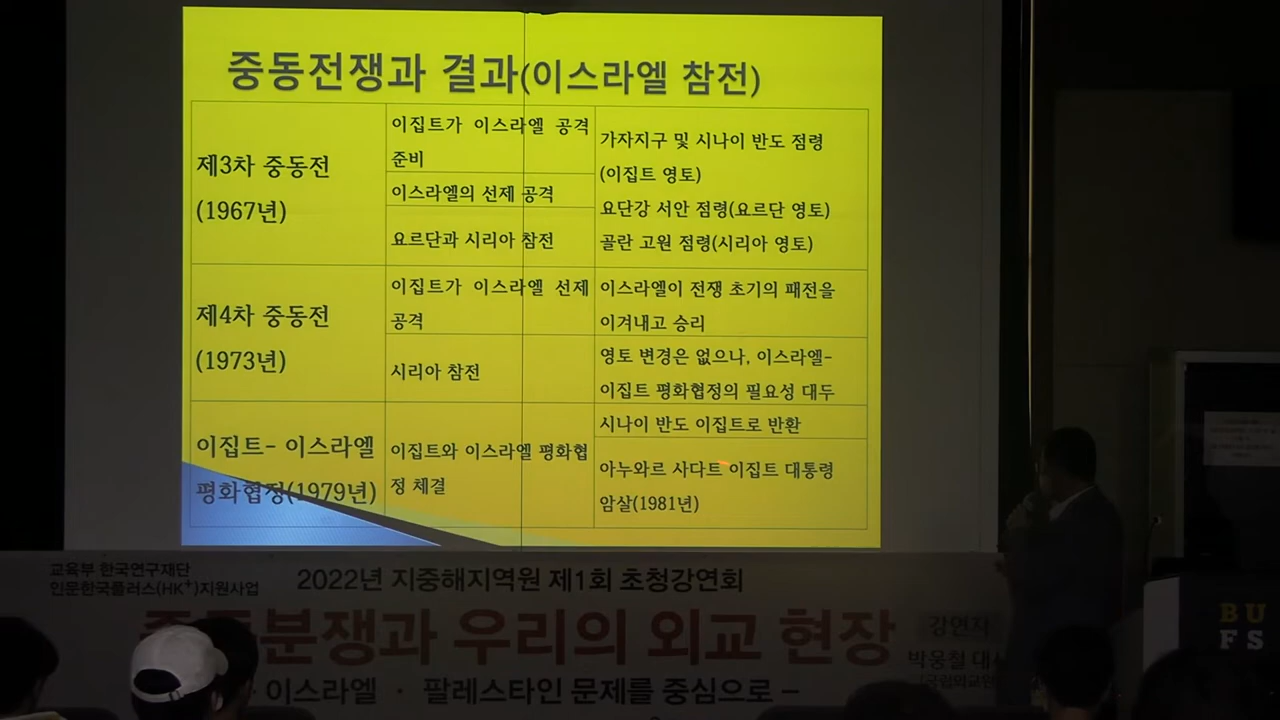 중동전쟁과 결과(이스라엘 참전)
제3차 중동전
(1967년)
이집트가 이스라엘 공격
준비
이스라엘의 선제 공격
요르단과 시리아 참전
가자지구 및 시나이 반도 점령
(이집트 영토)
요단강 서안 점령(요르단 영토)
골란 고원 점령(시리아 영토)
제4차 중동전
(1973년)
이집트가 이스라엘 선제
공격
시리아 참전
이스라엘이 전쟁 초기의 패전을
이겨내고 승리
영토 변경은 없으나, 이스라엘-
이집트 평화협정의 필요성 대두
이집트- 이스라엘
평화협정(1979년)
이집트와 이스라엘 평화협
정 체결
시나이 반도 이집트로 반환
아누와르 사다트 이집트 대통령
암살(1981년)
교육부 한국연구재단
인문한국플러스(HK+)지원사업
2022년 지중해지역원 제1회 초청강연회
중동분쟁과 우리의 외교 현장
- 이스라엘 · 팔레스타인 문제를 중심으로 -
강연자
박웅철 대사
BU
FS